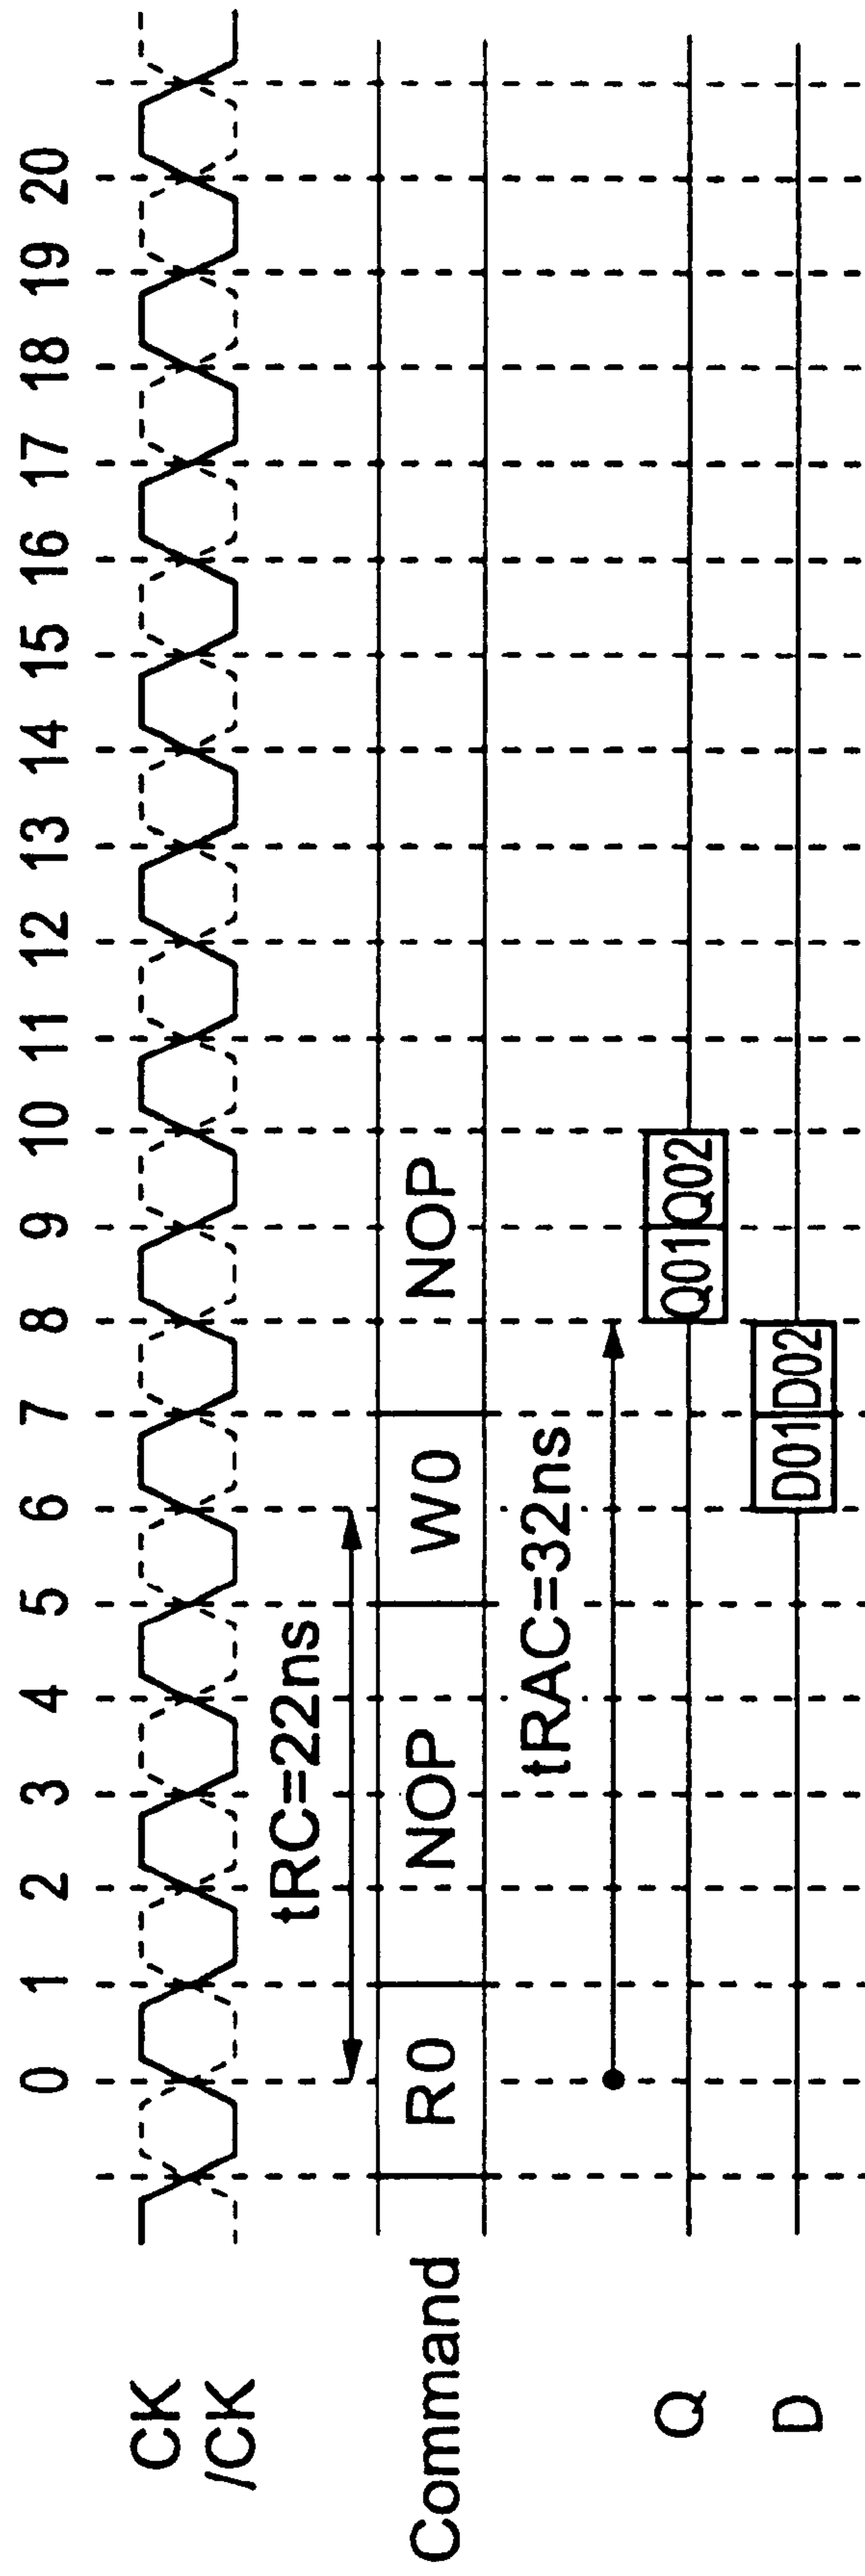 0 1 2 3 4 5 6 7 8 9 10 11 12 13 14 15 16 17 18 19 20
CK
/CK
tRC=22ns
Command R0 NOP W0 NOP
tRAC=32ns
Q Q01 Q02
D D01 D02